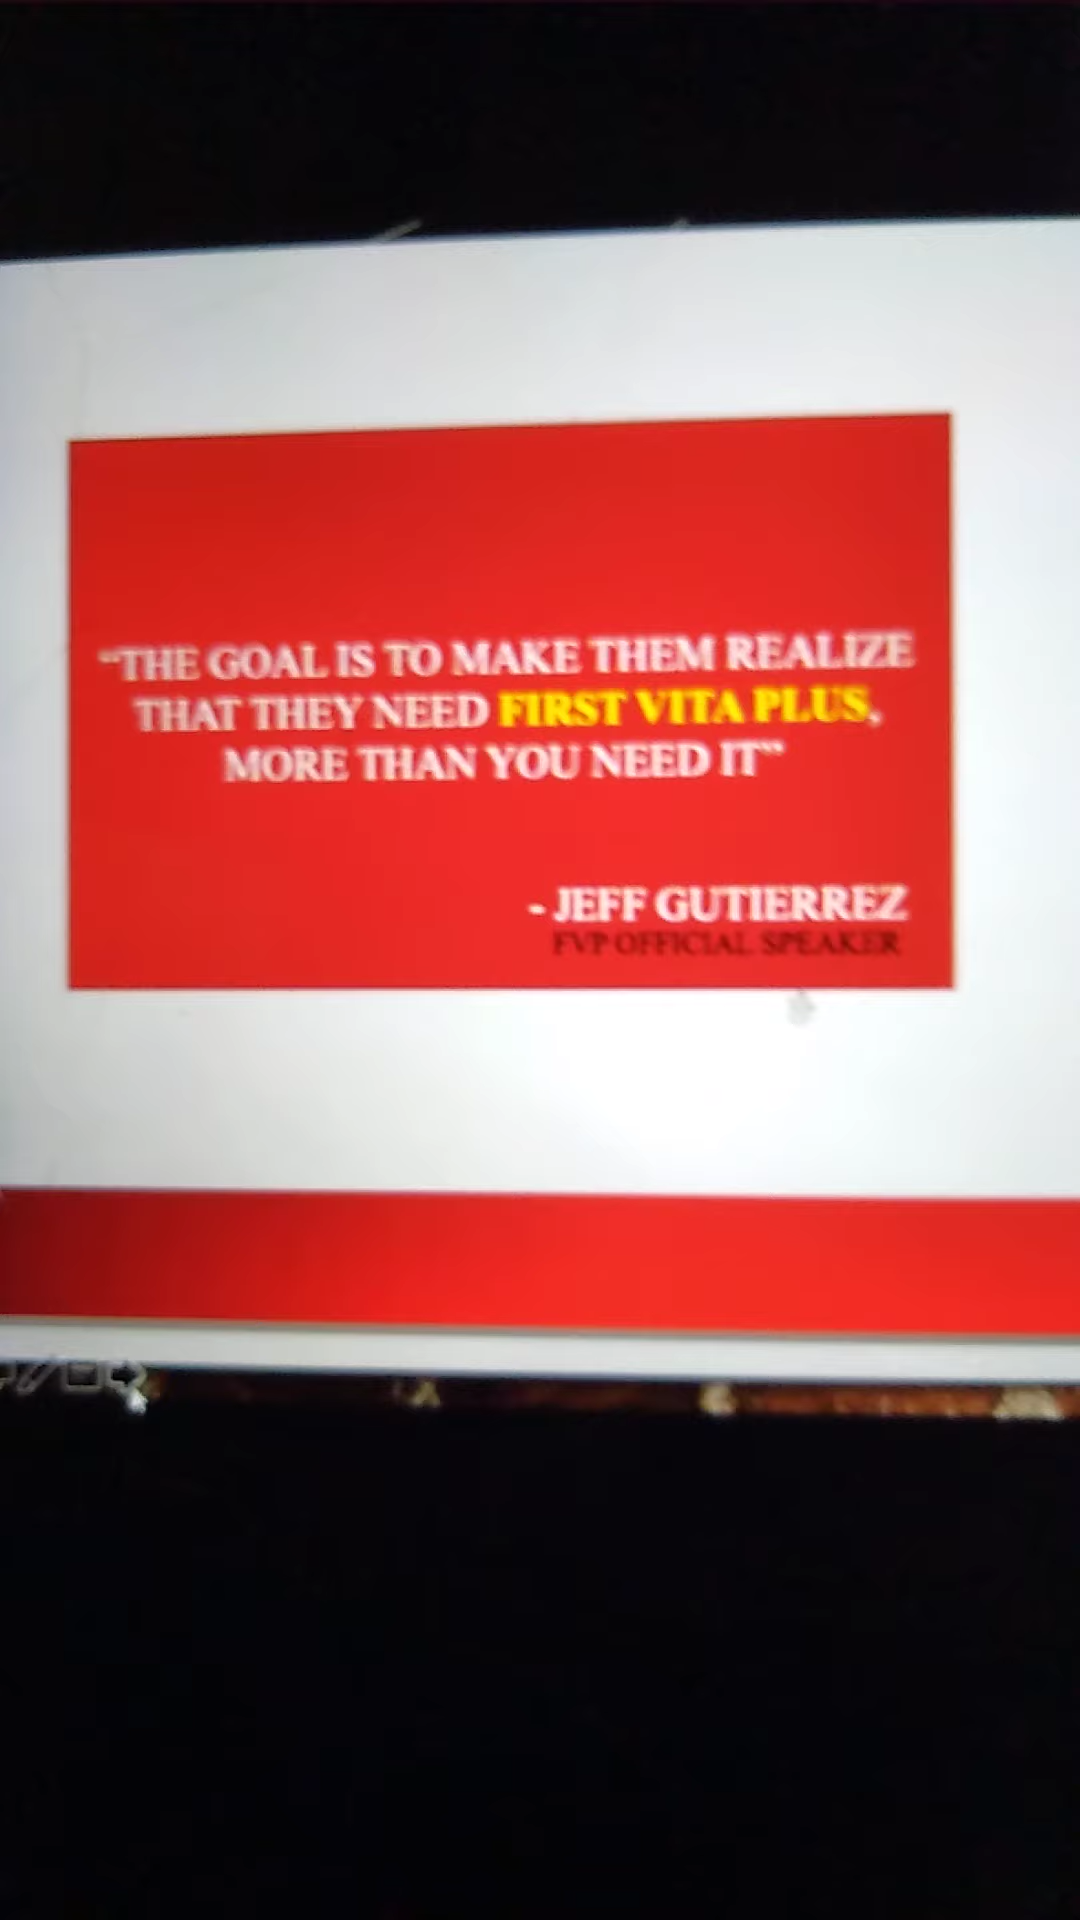 “THE GOAL IS TO MAKE THEM REALIZE
THAT THEY NEED FIRST VITA PLUS,
MORE THAN YOU NEED IT”
- JEFF GUTIERREZ
FVP OFFICIAL SPEAKER